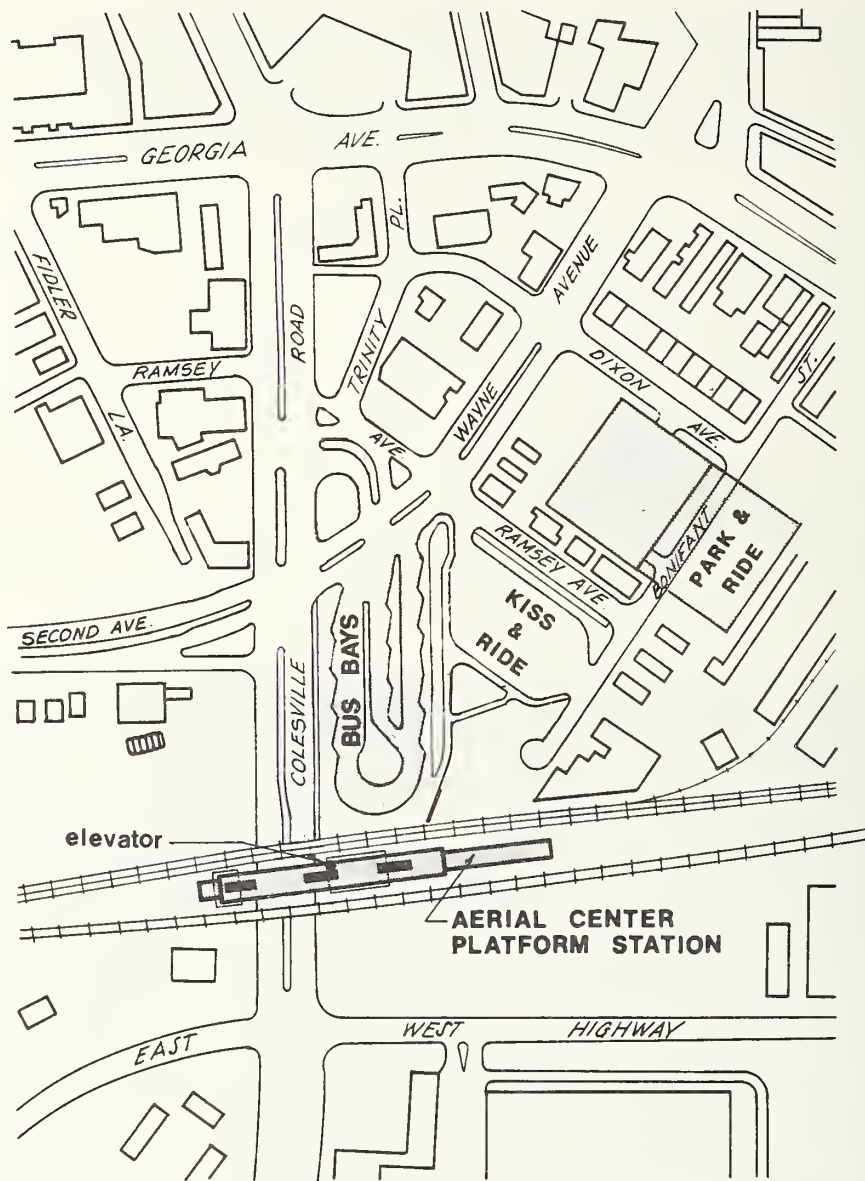 GEORGIA AVE.
PL.
FIDLER LA.
ROAD
AVENUE
TRINITY
RAMSEY
DIXON AVE.
ST.
WAYNE
AVE.
BONIFANT
PARK &
RIDE
RAMSEY AVE.
KISS
&
RIDE
SECOND AVE.
BUS BAYS
COLESVILLE
elevator
AERIAL CENTER
PLATFORM STATION
EAST WEST HIGHWAY